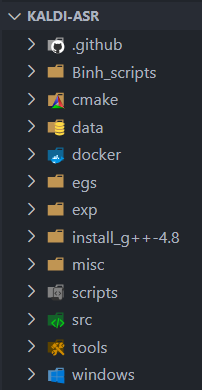 KALDI-ASR
.github
Binh_scripts
cmake
data
docker
egs
exp
install_g++-4.8
misc
scripts
src
tools
windows